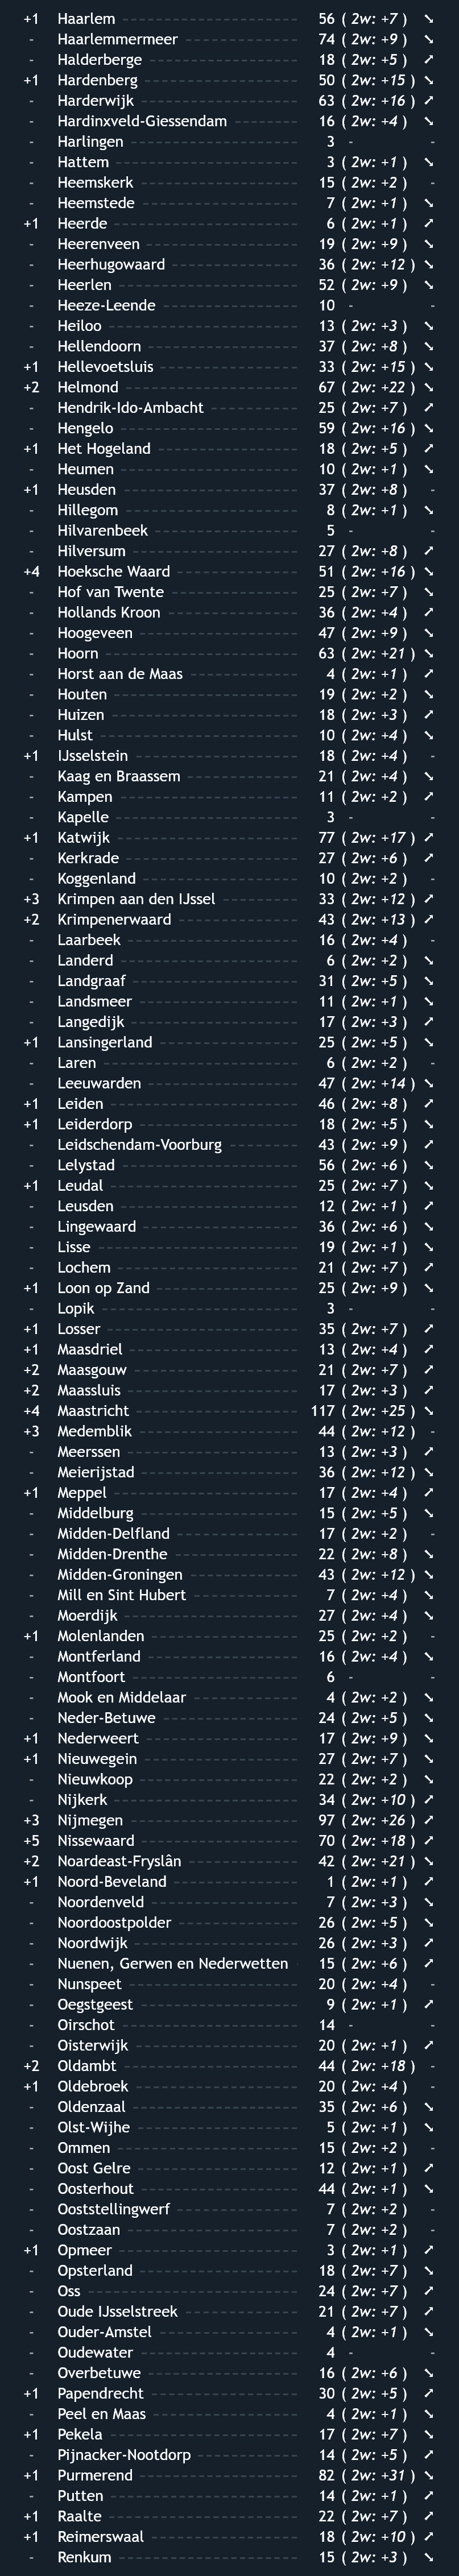 +1 Haarlem 56 ( 2w: +7 ) ↘
- Haarlemmermeer 74 ( 2w: +9 ) ↘
- Halderberge 18 ( 2w: +5 ) ↗
+1 Hardenberg 50 ( 2w: +15 ) ↘
- Harderwijk 63 ( 2w: +16 ) ↗
- Hardinxveld-Giessendam 16 ( 2w: +4 ) ↘
- Harlingen 3 - -
- Hattem 3 ( 2w: +1 ) ↘
- Heemskerk 15 ( 2w: +2 ) -
- Heemstede 7 ( 2w: +1 ) ↘
+1 Heerde 6 ( 2w: +1 ) ↗
- Heerenveen 19 ( 2w: +9 ) ↘
- Heerhugowaard 36 ( 2w: +12 ) ↘
- Heerlen 52 ( 2w: +9 ) ↘
- Heeze-Leende 10 - -
- Heiloo 13 ( 2w: +3 ) ↘
- Hellendoorn 37 ( 2w: +8 ) ↘
+1 Hellevoetsluis 33 ( 2w: +15 ) ↘
+2 Helmond 67 ( 2w: +22 ) ↘
- Hendrik-Ido-Ambacht 25 ( 2w: +7 ) ↗
- Hengelo 59 ( 2w: +16 ) ↘
+1 Het Hogeland 18 ( 2w: +5 ) ↗
- Heumen 10 ( 2w: +1 ) ↘
+1 Heusden 37 ( 2w: +8 ) -
- Hillegom 8 ( 2w: +1 ) ↘
- Hilvarenbeek 5 - -
- Hilversum 27 ( 2w: +8 ) ↗
+4 Hoeksche Waard 51 ( 2w: +16 ) ↘
- Hof van Twente 25 ( 2w: +7 ) ↘
- Hollands Kroon 36 ( 2w: +4 ) ↗
- Hoogeveen 47 ( 2w: +9 ) ↘
- Hoorn 63 ( 2w: +21 ) ↘
- Horst aan de Maas 4 ( 2w: +1 ) ↗
- Houten 19 ( 2w: +2 ) ↘
- Huizen 18 ( 2w: +3 ) ↗
- Hulst 10 ( 2w: +4 ) ↘
+1 IJsselstein 18 ( 2w: +4 ) -
- Kaag en Braassem 21 ( 2w: +4 ) ↘
- Kampen 11 ( 2w: +2 ) ↗
- Kapelle 3 - -
+1 Katwijk 77 ( 2w: +17 ) ↗
- Kerkrade 27 ( 2w: +6 ) ↗
- Koggenland 10 ( 2w: +2 ) -
+3 Krimpen aan den IJssel 33 ( 2w: +12 ) ↗
+2 Krimpenerwaard 43 ( 2w: +13 ) ↗
- Laarbeek 16 ( 2w: +4 ) -
- Landerd 6 ( 2w: +2 ) ↘
- Landgraaf 31 ( 2w: +5 ) ↘
- Landsmeer 11 ( 2w: +1 ) ↘
- Langedijk 17 ( 2w: +3 ) ↗
+1 Lansingerland 25 ( 2w: +5 ) ↘
- Laren 6 ( 2w: +2 ) -
- Leeuwarden 47 ( 2w: +14 ) ↘
+1 Leiden 46 ( 2w: +8 ) ↗
+1 Leiderdorp 18 ( 2w: +5 ) ↘
- Leidschendam-Voorburg 43 ( 2w: +9 ) ↗
- Lelystad 56 ( 2w: +6 ) ↘
+1 Leudal 25 ( 2w: +7 ) ↘
- Leusden 12 ( 2w: +1 ) ↗
- Lingewaard 36 ( 2w: +6 ) ↘
- Lisse 19 ( 2w: +1 ) ↘
- Lochem 21 ( 2w: +7 ) ↗
+1 Loon op Zand 25 ( 2w: +9 ) ↘
- Lopik 3 - -
+1 Losser 35 ( 2w: +7 ) ↗
+1 Maasdriel 13 ( 2w: +4 ) ↗
+2 Maasgouw 21 ( 2w: +7 ) ↗
+2 Maassluis 17 ( 2w: +3 ) ↗
+4 Maastricht 117 ( 2w: +25 ) ↘
+3 Medemblik 44 ( 2w: +12 ) -
- Meerssen 13 ( 2w: +3 ) ↗
- Meierijstad 36 ( 2w: +12 ) ↘
+1 Meppel 17 ( 2w: +4 ) ↗
- Middelburg 15 ( 2w: +5 ) ↘
- Midden-Delfland 17 ( 2w: +2 ) -
- Midden-Drenthe 22 ( 2w: +8 ) ↘
- Midden-Groningen 43 ( 2w: +12 ) ↘
- Mill en Sint Hubert 7 ( 2w: +4 ) ↘
- Moerdijk 27 ( 2w: +4 ) ↘
+1 Molenlanden 25 ( 2w: +2 ) -
- Montferland 16 ( 2w: +4 ) ↘
- Montfoort 6 - -
- Mook en Middelaar 4 ( 2w: +2 ) ↘
- Neder-Betuwe 24 ( 2w: +5 ) ↘
+1 Nederweert 17 ( 2w: +9 ) ↘
+1 Nieuwegein 27 ( 2w: +7 ) ↘
- Nieuwkoop 22 ( 2w: +2 ) ↘
- Nijkerk 34 ( 2w: +10 ) ↗
+3 Nijmegen 97 ( 2w: +26 ) ↗
+5 Nissewaard 70 ( 2w: +18 ) ↗
+2 Noardeast-Fryslân 42 ( 2w: +21 ) ↘
+1 Noord-Beveland 1 ( 2w: +1 ) ↗
- Noordenveld 7 ( 2w: +3 ) ↘
- Noordoostpolder 26 ( 2w: +5 ) ↘
- Noordwijk 26 ( 2w: +3 ) ↗
- Nuenen, Gerwen en Nederwetten 15 ( 2w: +6 ) ↗
- Nunspeet 20 ( 2w: +4 ) -
- Oegstgeest 9 ( 2w: +1 ) ↗
- Oirschot 14 - -
- Oisterwijk 20 ( 2w: +1 ) ↗
+2 Oldambt 44 ( 2w: +18 ) -
+1 Oldebroek 20 ( 2w: +4 ) -
- Oldenzaal 35 ( 2w: +6 ) ↘
- Olst-Wijhe 5 ( 2w: +1 ) ↘
- Ommen 15 ( 2w: +2 ) -
- Oost Gelre 12 ( 2w: +1 ) ↗
- Oosterhout 44 ( 2w: +1 ) ↘
- Ooststellingwerf 7 ( 2w: +2 ) -
- Oostzaan 7 ( 2w: +2 ) -
+1 Opmeer 3 ( 2w: +1 ) ↗
- Opsterland 18 ( 2w: +7 ) ↘
- Oss 24 ( 2w: +7 ) ↗
- Oude IJsselstreek 21 ( 2w: +7 ) ↗
- Ouder-Amstel 4 ( 2w: +1 ) ↘
- Oudewater 4 - -
- Overbetuwe 16 ( 2w: +6 ) ↘
+1 Papendrecht 30 ( 2w: +5 ) ↗
- Peel en Maas 4 ( 2w: +1 ) ↘
+1 Pekela 17 ( 2w: +7 ) ↘
- Pijnacker-Nootdorp 14 ( 2w: +5 ) ↗
+1 Purmerend 82 ( 2w: +31 ) ↘
- Putten 14 ( 2w: +1 ) ↗
+1 Raalte 22 ( 2w: +7 ) ↗
+1 Reimerswaal 18 ( 2w: +10 ) ↗
- Renkum 15 ( 2w: +3 ) ↘